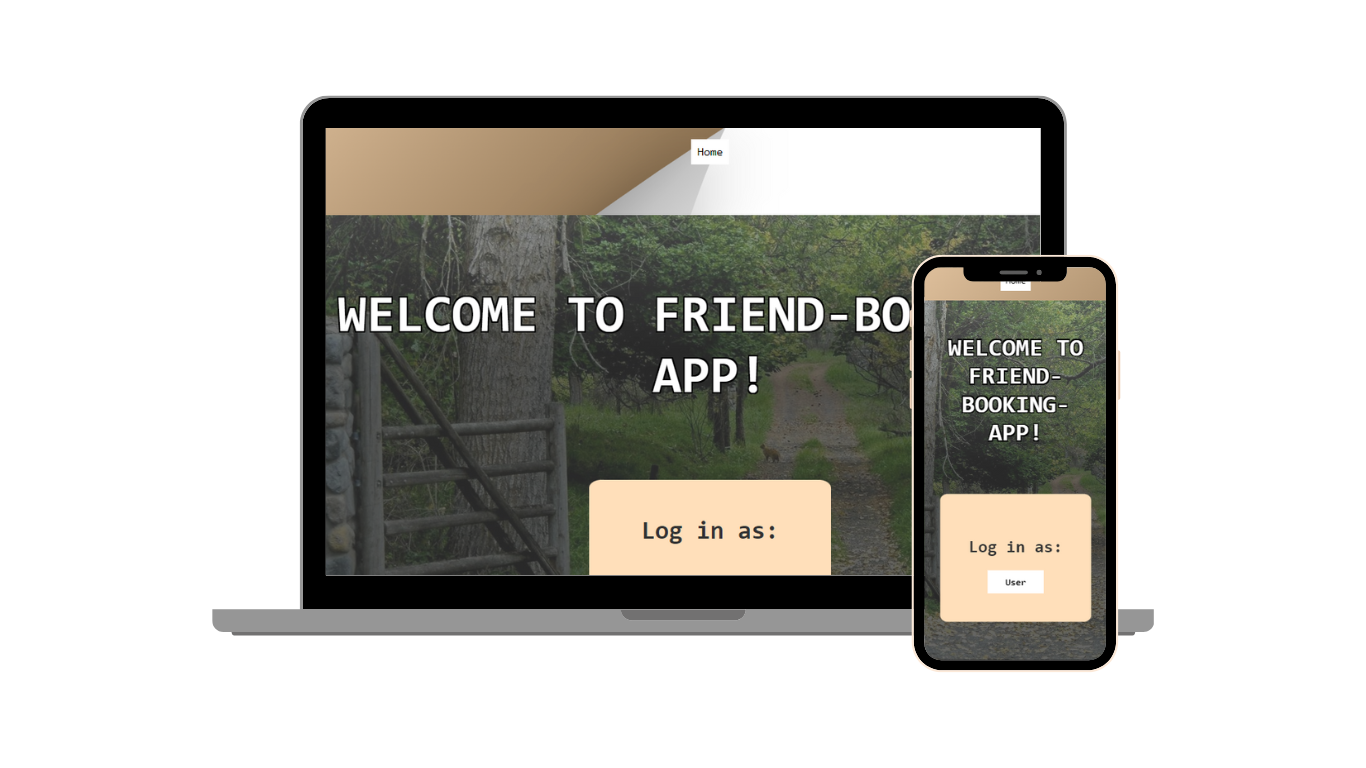 Home
WELCOME TO FRIEND-BO
APP!
Log in as:
Home
WELCOME TO
FRIEND-
BOOKING-
APP!
Log in as:
User